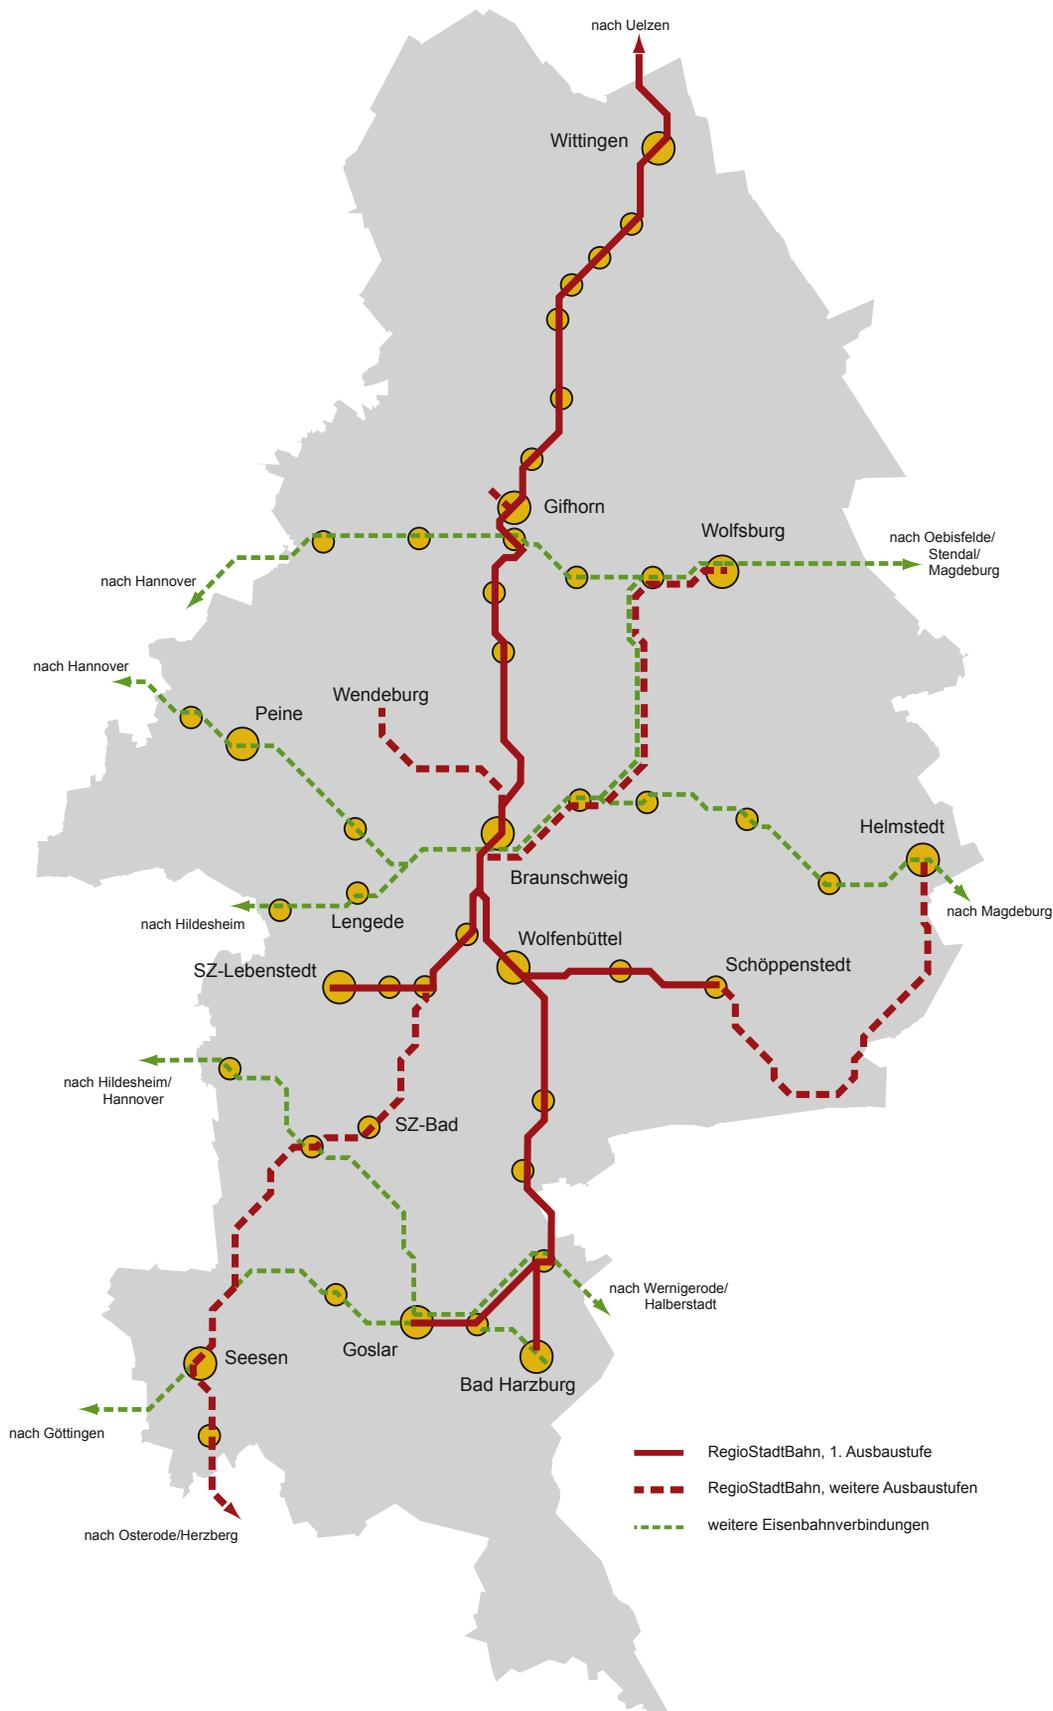 nach Uelzen
Wittingen
Gifhorn
Wolfsburg
nach Oebisfelde/
Stendal/
Magdeburg
nach Hannover
nach Hannover
Wendeburg
Peine
Helmstedt
Braunschweig
nach Magdeburg
Lengede
nach Hildesheim
Wolfenbüttel
SZ-Lebenstedt
Schöppenstedt
nach Hildesheim/
Hannover
SZ-Bad
nach Wernigerode/
Halberstadt
Goslar
Seesen
Bad Harzburg
nach Göttingen
RegioStadtBahn, 1. Ausbaustufe
RegioStadtBahn, weitere Ausbaustufen
weitere Eisenbahnverbindungen
nach Osterode/Herzberg